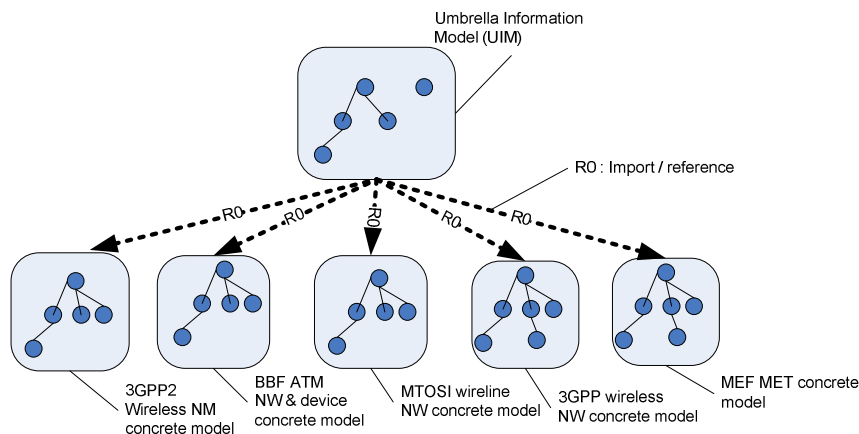 Umbrella Information
Model (UIM)
R0 : Import / reference
R0
R0
R0
R0
R0
3GPP2
Wireless NM
concrete model
BBF ATM
NW & device
concrete model
MTOSI wireline
NW concrete model
3GPP wireless
NW concrete model
MEF MET concrete
model